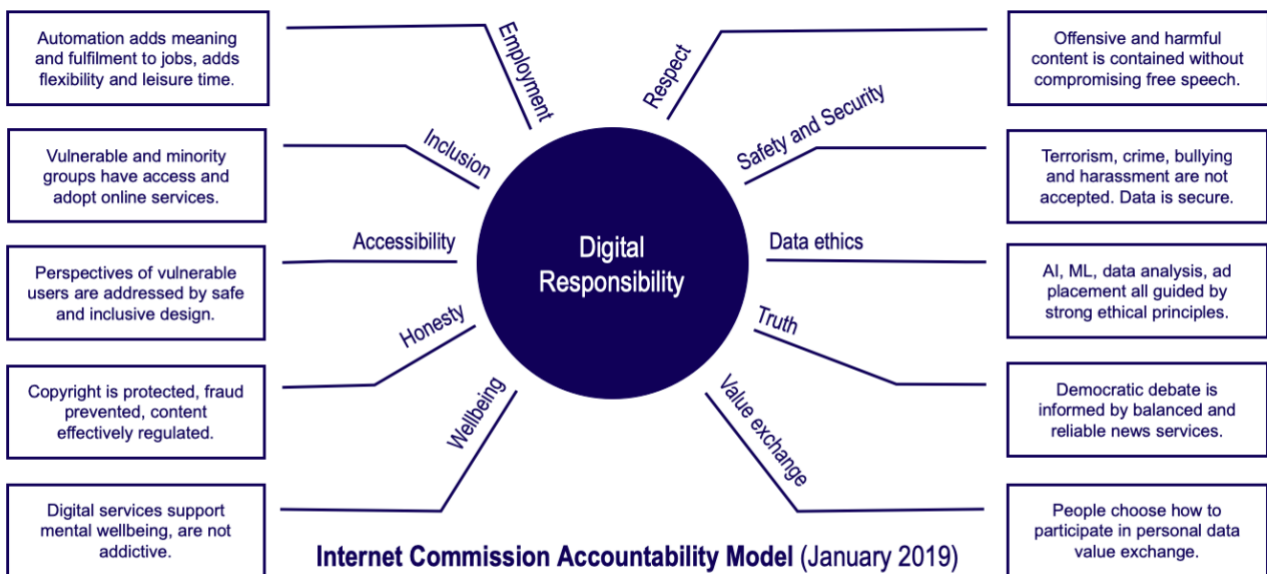 Automation adds meaning
and fulfilment to jobs, adds
flexibility and leisure time.
Employment
Vulnerable and minority
groups have access and
adopt online services.
Inclusion
Perspectives of vulnerable
users are addressed by safe
and inclusive design.
Accessibility
Copyright is protected, fraud
prevented, content
effectively regulated.
Honesty
Digital services support
mental wellbeing, are not
addictive.
Wellbeing
Digital
Responsibility
Respect
Offensive and harmful
content is contained without
compromising free speech.
Safety and Security
Terrorism, crime, bullying
and harassment are not
accepted. Data is secure.
Data ethics
AI, ML, data analysis, ad
placement all guided by
strong ethical principles.
Truth
Democratic debate is
informed by balanced and
reliable news services.
Value exchange
People choose how to
participate in personal data
value exchange.
Internet Commission Accountability Model (January 2019)